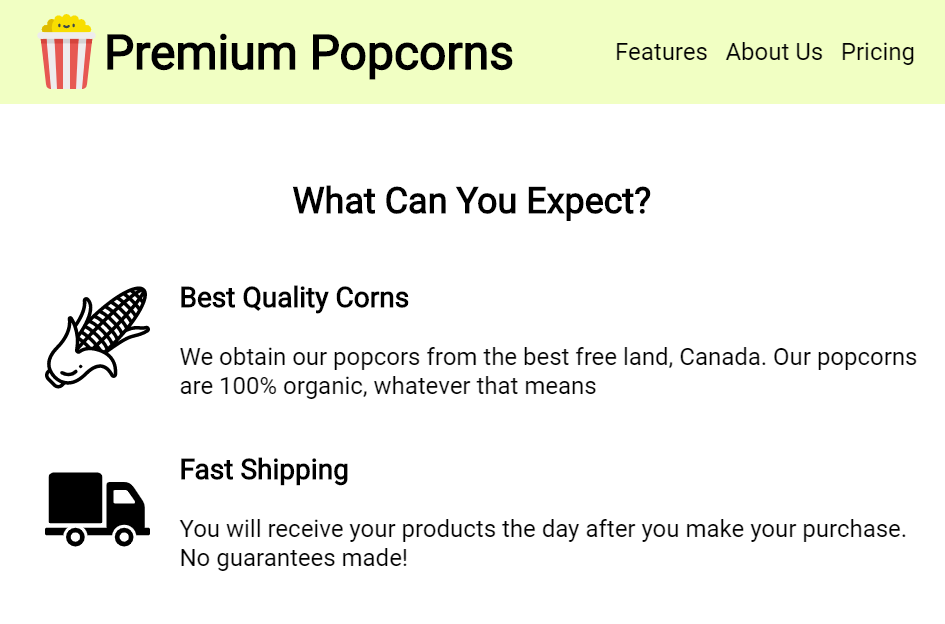 Premium Popcorns
Features About Us Pricing
What Can You Expect?
Best Quality Corns
We obtain our popcors from the best free land, Canada. Our popcorns
are 100% organic, whatever that means
Fast Shipping
You will receive your products the day after you make your purchase.
No guarantees made!